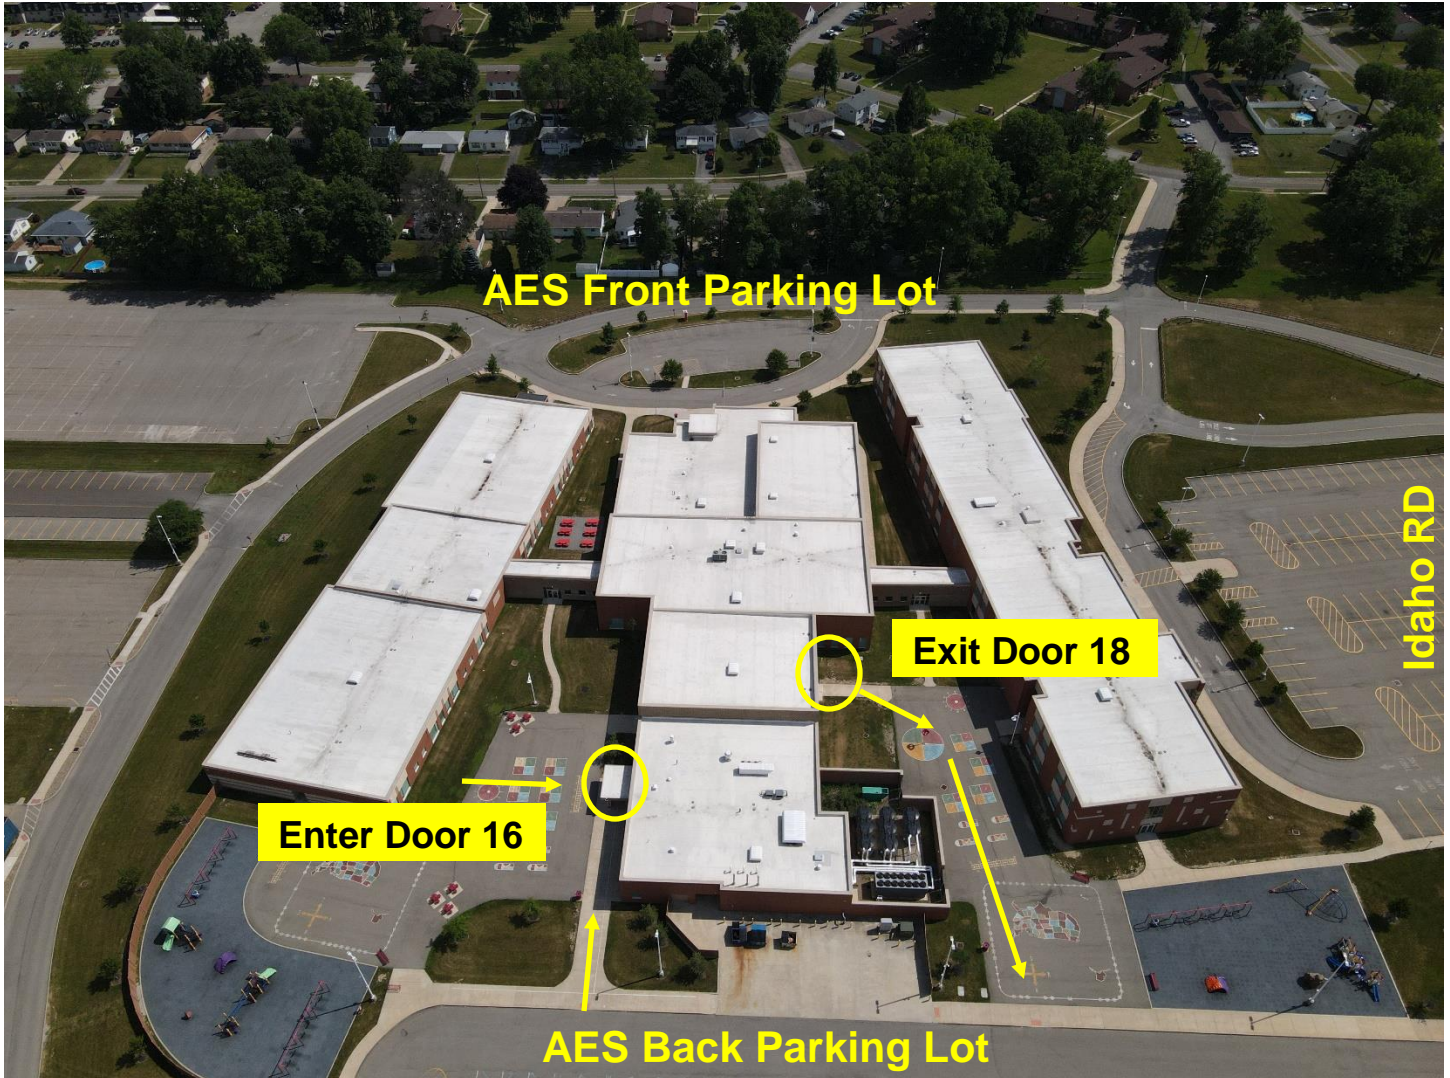 AES Front Parking Lot
Idaho RD
Exit Door 18
Enter Door 16
AES Back Parking Lot